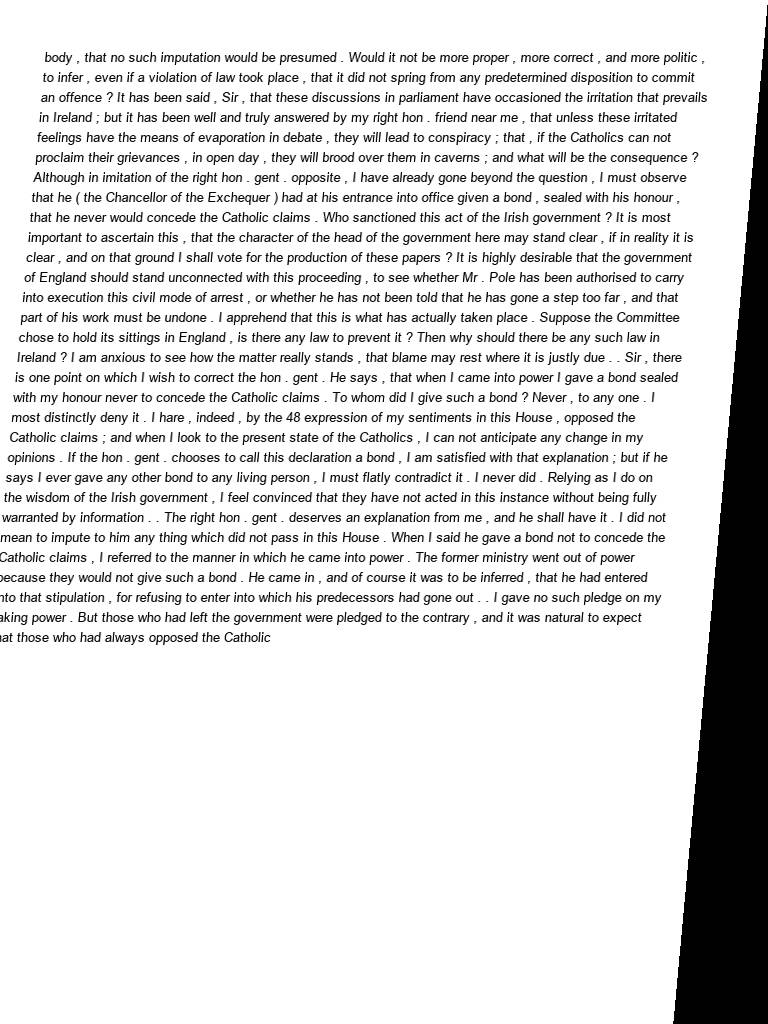 body , that no such imputation would be presumed . Would it not be more proper , more correct , and more politic ,
to infer , even if a violation of law took place , that it did not spring from any predetermined disposition to commit
an offence ? It has been said , Sir , that these discussions in parliament have occasioned the irritation that prevails
in Ireland ; but it has been well and truly answered by my right hon . friend near me , that unless these irritated
feelings have the means of evaporation in debate , they will lead to conspiracy ; that , if the Catholics can not
proclaim their grievances , in open day , they will brood over them in caverns ; and what will be the consequence ?
Although in imitation of the right hon . gent . opposite , I have already gone beyond the question , I must observe
that he ( the Chancellor of the Exchequer ) had at his entrance into office given a bond , sealed with his honour ,
that he never would concede the Catholic claims . Who sanctioned this act of the Irish government ? It is most
important to ascertain this , that the character of the head of the government here may stand clear , if in reality it is
clear , and on that ground I shall vote for the production of these papers ? It is highly desirable that the government
of England should stand unconnected with this proceeding , to see whether Mr . Pole has been authorised to carry
into execution this civil mode of arrest , or whether he has not been told that he has gone a step too far , and that
part of his work must be undone . I apprehend that this is what has actually taken place . Suppose the Committee
chose to hold its sittings in England , is there any law to prevent it ? Then why should there be any such law in
Ireland ? I am anxious to see how the matter really stands , that blame may rest where it is justly due . . Sir , there
is one point on which I wish to correct the hon . gent . He says , that when I came into power I gave a bond sealed
with my honour never to concede the Catholic claims . To whom did I give such a bond ? Never , to any one . I
most distinctly deny it . I hare , indeed , by the 48 expression of my sentiments in this House , opposed the
Catholic claims ; and when I look to the present state of the Catholics , I can not anticipate any change in my
opinions . If the hon . gent . chooses to call this declaration a bond , I am satisfied with that explanation ; but if he
says I ever gave any other bond to any living person , I must flatly contradict it . I never did . Relying as I do on
the wisdom of the Irish government , I feel convinced that they have not acted in this instance without being fully
warranted by information . . The right hon . gent . deserves an explanation from me , and he shall have it . I did not
mean to impute to him any thing which did not pass in this House . When I said he gave a bond not to concede the
Catholic claims , I referred to the manner in which he came into power . The former ministry went out of power
because they would not give such a bond . He came in , and of course it was to be inferred , that he had entered
into that stipulation , for refusing to enter into which his predecessors had gone out . . I gave no such pledge on my
taking power . But those who had left the government were pledged to the contrary , and it was natural to expect
that those who had always opposed the Catholic